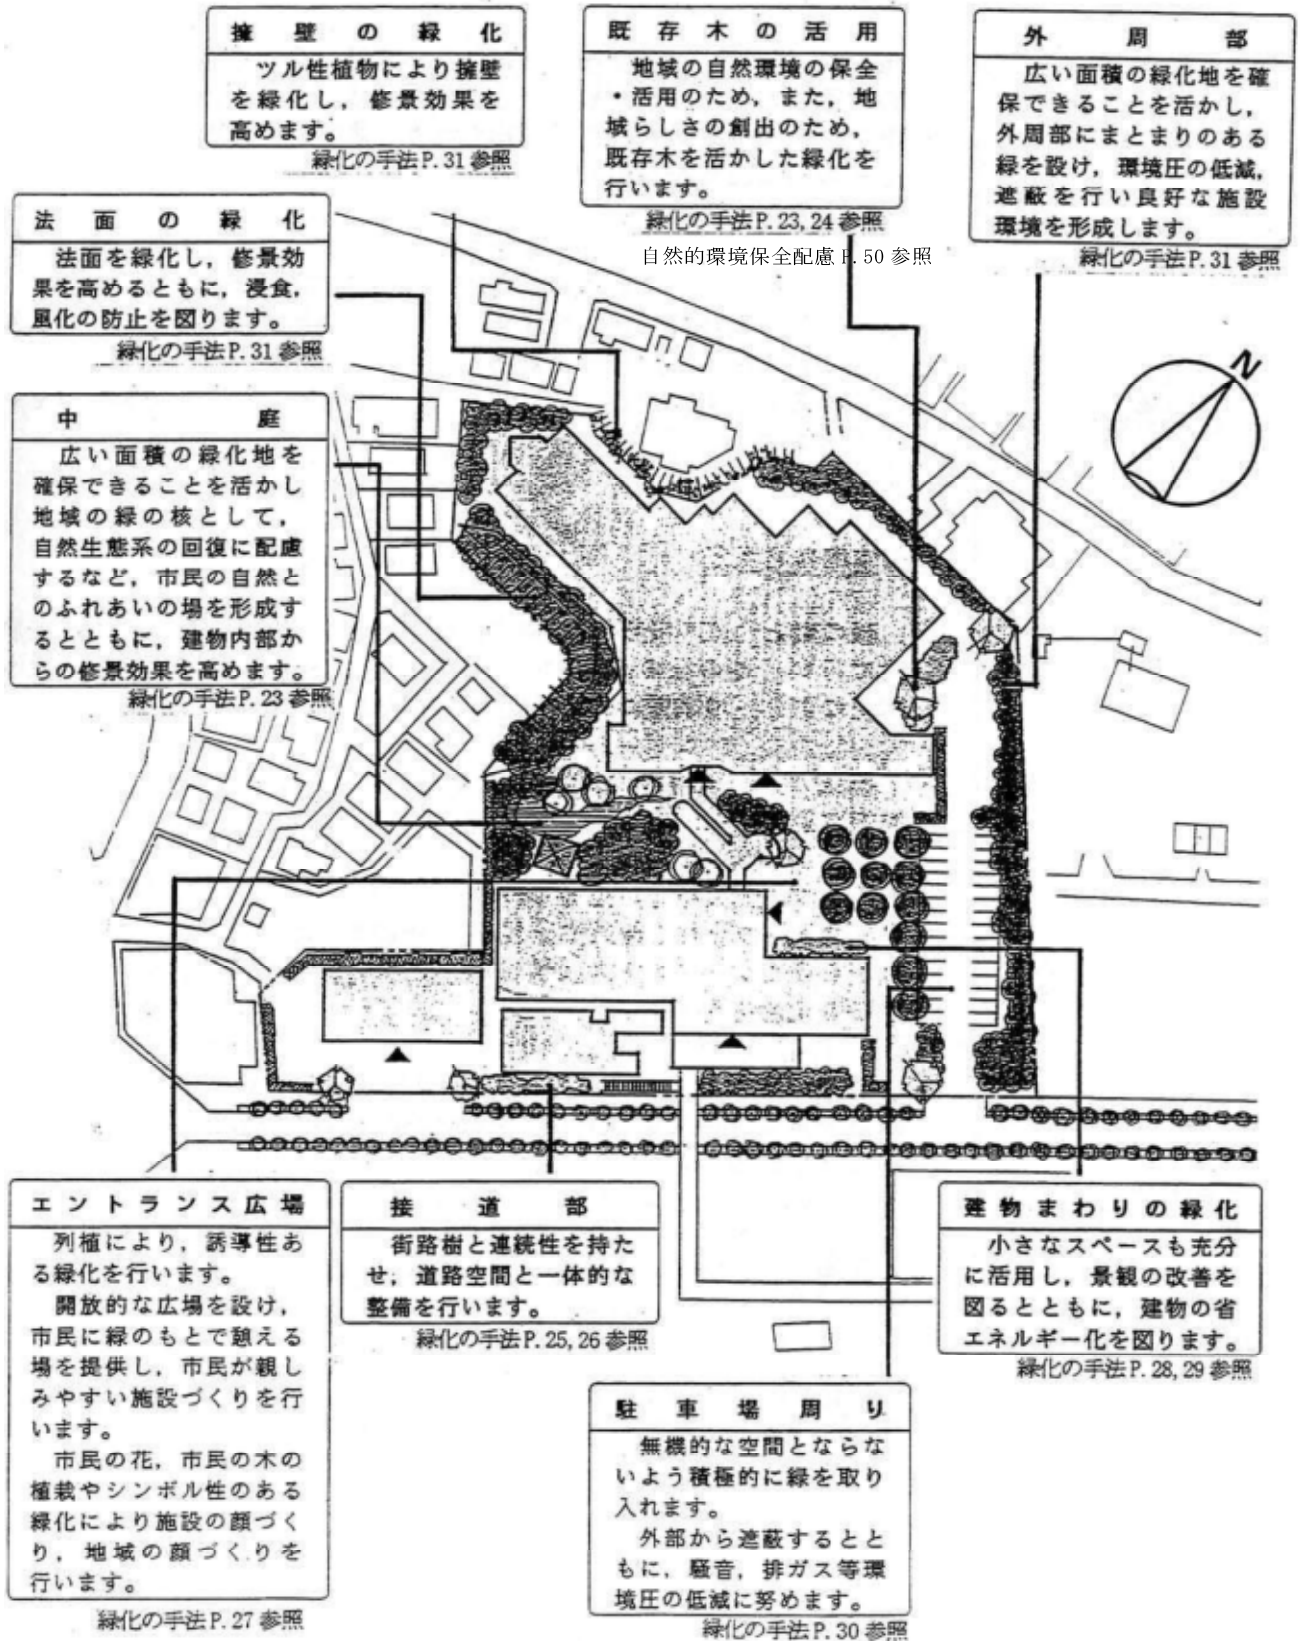 擁壁の緑化
ツル性植物により擁壁
を緑化し，修景効果を
高めます。
緑化の手法P.31 参照
既存木の活用
地域の自然環境の保全
・活用のため，また，地
域らしさの創出のため，
既存木を活かした緑化を
行います。
緑化の手法P.23,24 参照
自然的環境保全配慮 P.50 参照
外周部
広い面積の緑化地を確
保できることを活かし，
外周部にまとまりのある
緑を設け，環境圧の低減，
遮蔽を行い良好な施設
環境を形成します。
緑化の手法P.31 参照
法面の緑化
法面を緑化し，修景効
果を高めるともに，浸食，
風化の防止を図ります。
緑化の手法P.31 参照
中庭
広い面積の緑化地を
確保できることを活かし
地域の緑の核として，
自然生態系の回復に配慮
するなど，市民の自然と
のふれあいの場を形成す
るとともに，建物内部か
らの修景効果を高めます。
緑化の手法P.23 参照
N
エントランス広場
列植により，誘導性あ
る緑化を行います。
開放的な広場を設け，
市民に緑のもとで憩える
場を提供し，市民が親し
みやすい施設づくりを行
います。
市民の花，市民の木の
植栽やシンボル性のある
緑化により施設の顔づく
り，地域の顔づくりを
行います。
緑化の手法P.27 参照
接道部
街路樹と連続性を持た
せ，道路空間と一体的な
整備を行います。
緑化の手法P.25,26 参照
建物まわりの緑化
小さなスペースも充分
に活用し，景観の改善を
図るとともに，建物の省
エネルギー化を図ります。
緑化の手法P.28,29 参照
駐車場周り
無機的な空間とならな
いよう積極的に緑を取り
入れます。
外部から遮蔽するとと
もに，騒音，排ガス等環
境圧の低減に努めます。
緑化の手法P.30 参照